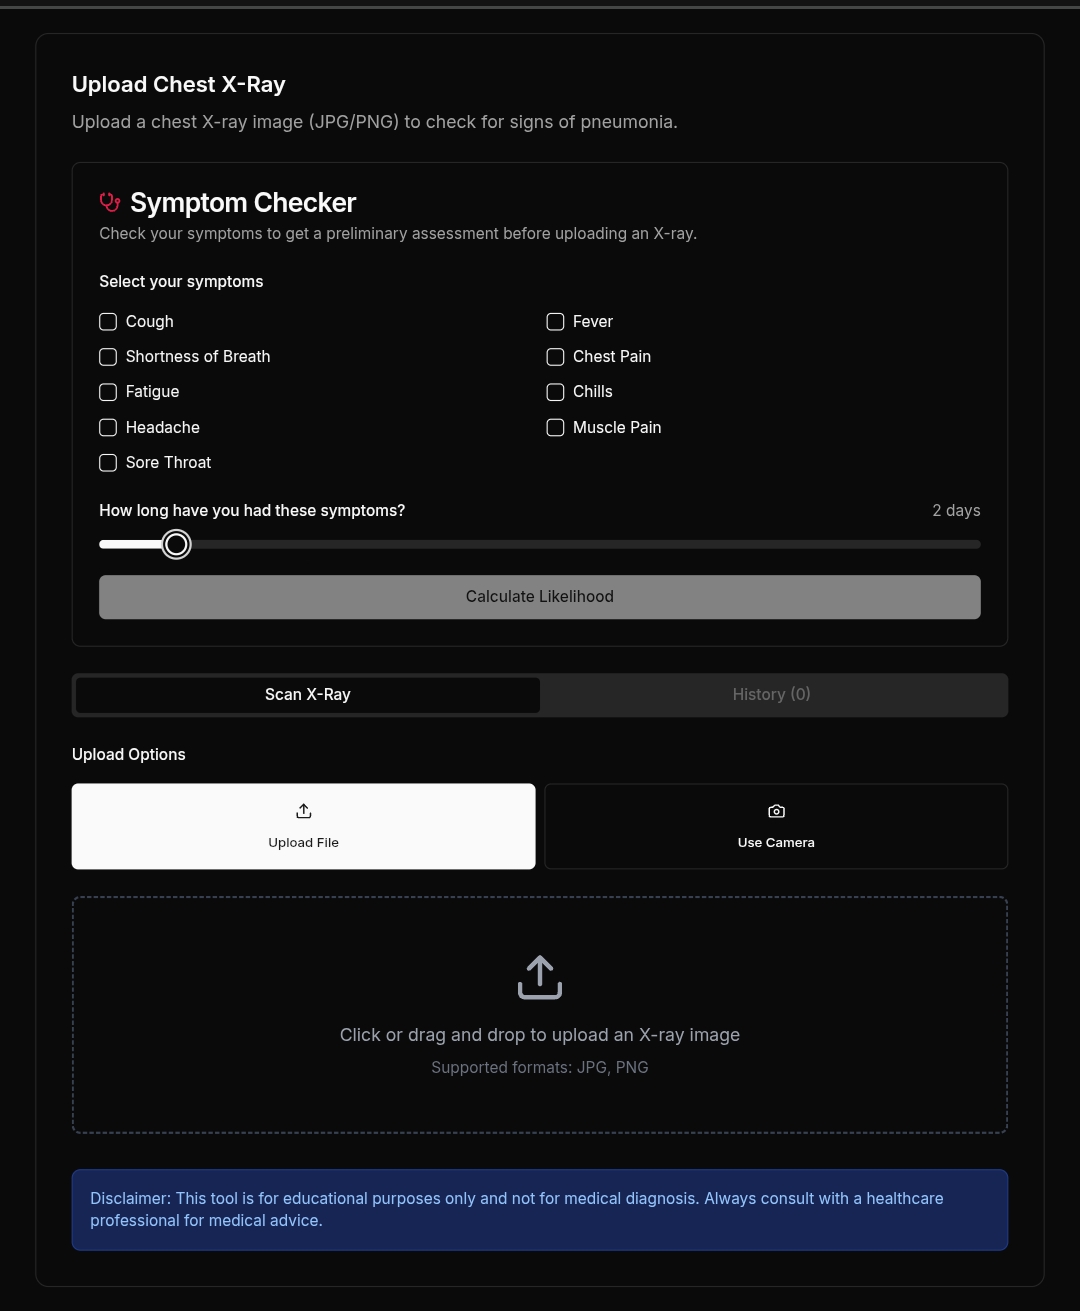 Upload Chest X-Ray
Upload a chest X-ray image (JPG/PNG) to check for signs of pneumonia.
Symptom Checker
Check your symptoms to get a preliminary assessment before uploading an X-ray.
Select your symptoms
Cough
Fever
Shortness of Breath
Chest Pain
Fatigue
Chills
Headache
Muscle Pain
Sore Throat
How long have you had these symptoms?
2 days
Calculate Likelihood
Scan X-Ray
History (0)
Upload Options
Upload File
Use Camera
Click or drag and drop to upload an X-ray image
Supported formats: JPG, PNG
Disclaimer: This tool is for educational purposes only and not for medical diagnosis. Always consult with a healthcare
professional for medical advice.